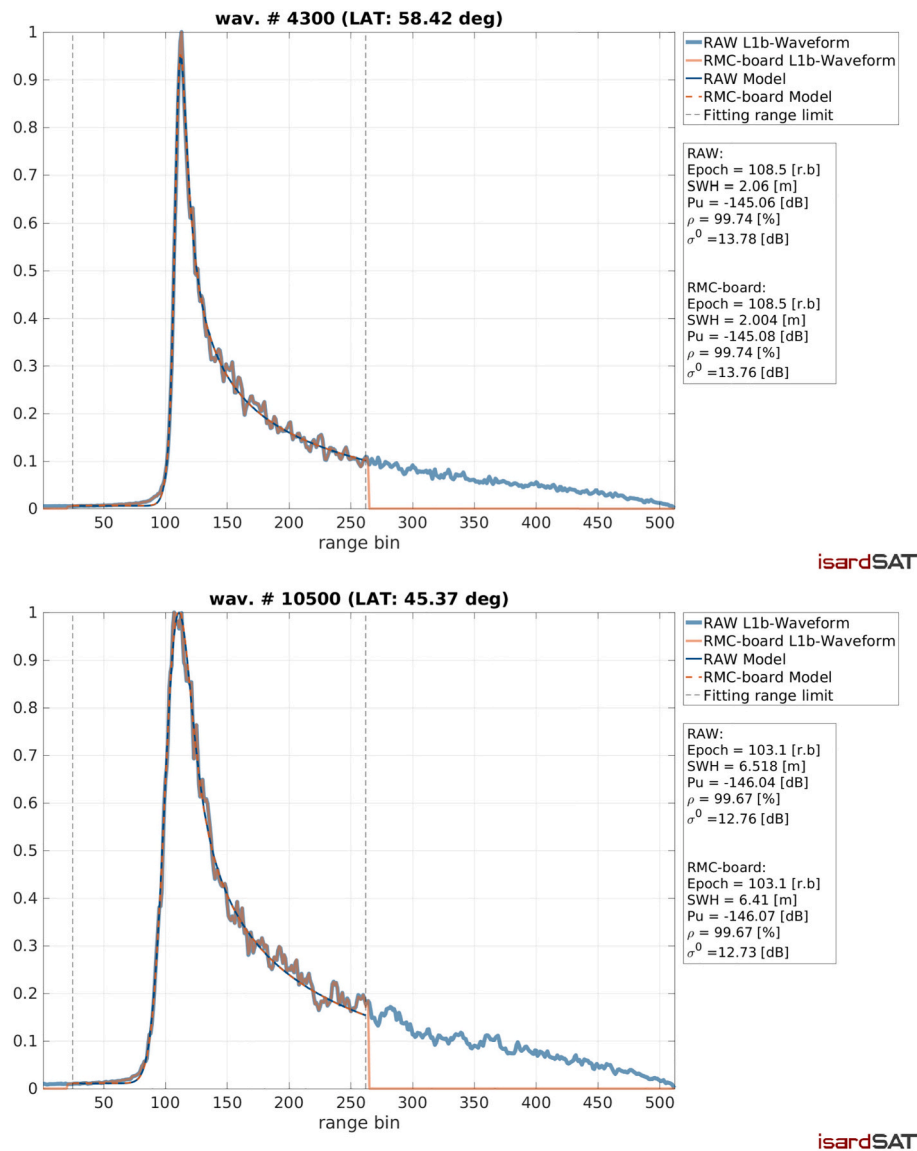 wav. # 4300 (LAT: 58.42 deg)
1
0.9
0.8
0.7
0.6
0.5
0.4
0.3
0.2
0.1
0
50 100 150 200 250 300 350 400 450 500
range bin
RAW L1b-Waveform
RMC-board L1b-Waveform
RAW Model
RMC-board Model
Fitting range limit
RAW:
Epoch = 108.5 [r.b]
SWH = 2.06 [m]
Pu = -145.06 [dB]
ρ = 99.74 [%]
σ⁰ =13.78 [dB]
RMC-board:
Epoch = 108.5 [r.b]
SWH = 2.004 [m]
Pu = -145.08 [dB]
ρ = 99.74 [%]
σ⁰ =13.76 [dB]
isardSAT
wav. # 10500 (LAT: 45.37 deg)
1
0.9
0.8
0.7
0.6
0.5
0.4
0.3
0.2
0.1
0
50 100 150 200 250 300 350 400 450 500
range bin
RAW L1b-Waveform
RMC-board L1b-Waveform
RAW Model
RMC-board Model
Fitting range limit
RAW:
Epoch = 103.1 [r.b]
SWH = 6.518 [m]
Pu = -146.04 [dB]
ρ = 99.67 [%]
σ⁰ =12.76 [dB]
RMC-board:
Epoch = 103.1 [r.b]
SWH = 6.41 [m]
Pu = -146.07 [dB]
ρ = 99.67 [%]
σ⁰ =12.73 [dB]
isardSAT